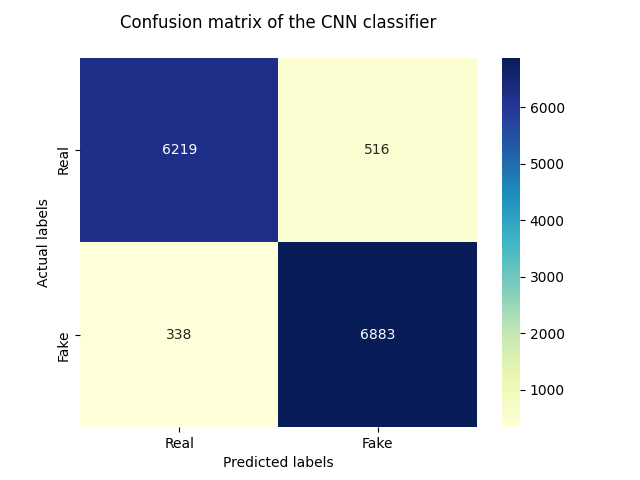 Confusion matrix of the CNN classifier
6219 516
338 6883
Real
Fake
Actual labels
Real Fake
Predicted labels
6000
5000
4000
3000
2000
1000